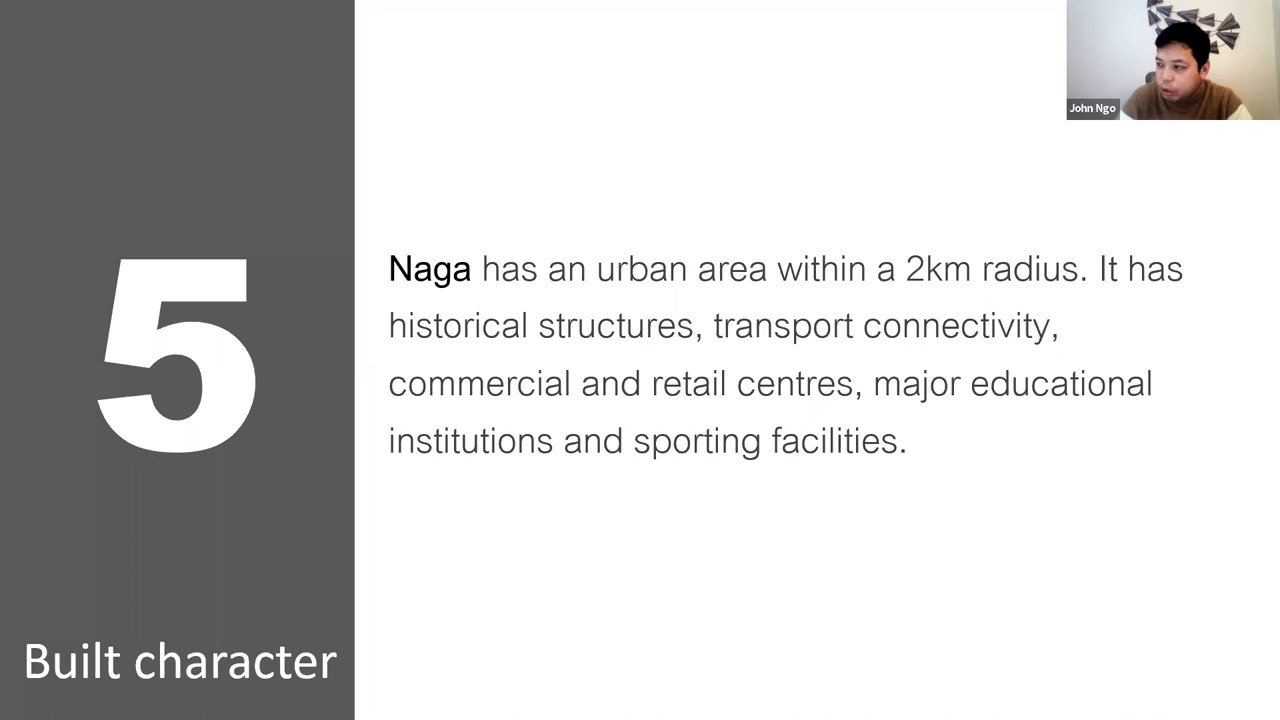 John Ngo
5
Naga has an urban area within a 2km radius. It has
historical structures, transport connectivity,
commercial and retail centres, major educational
institutions and sporting facilities.
Built character